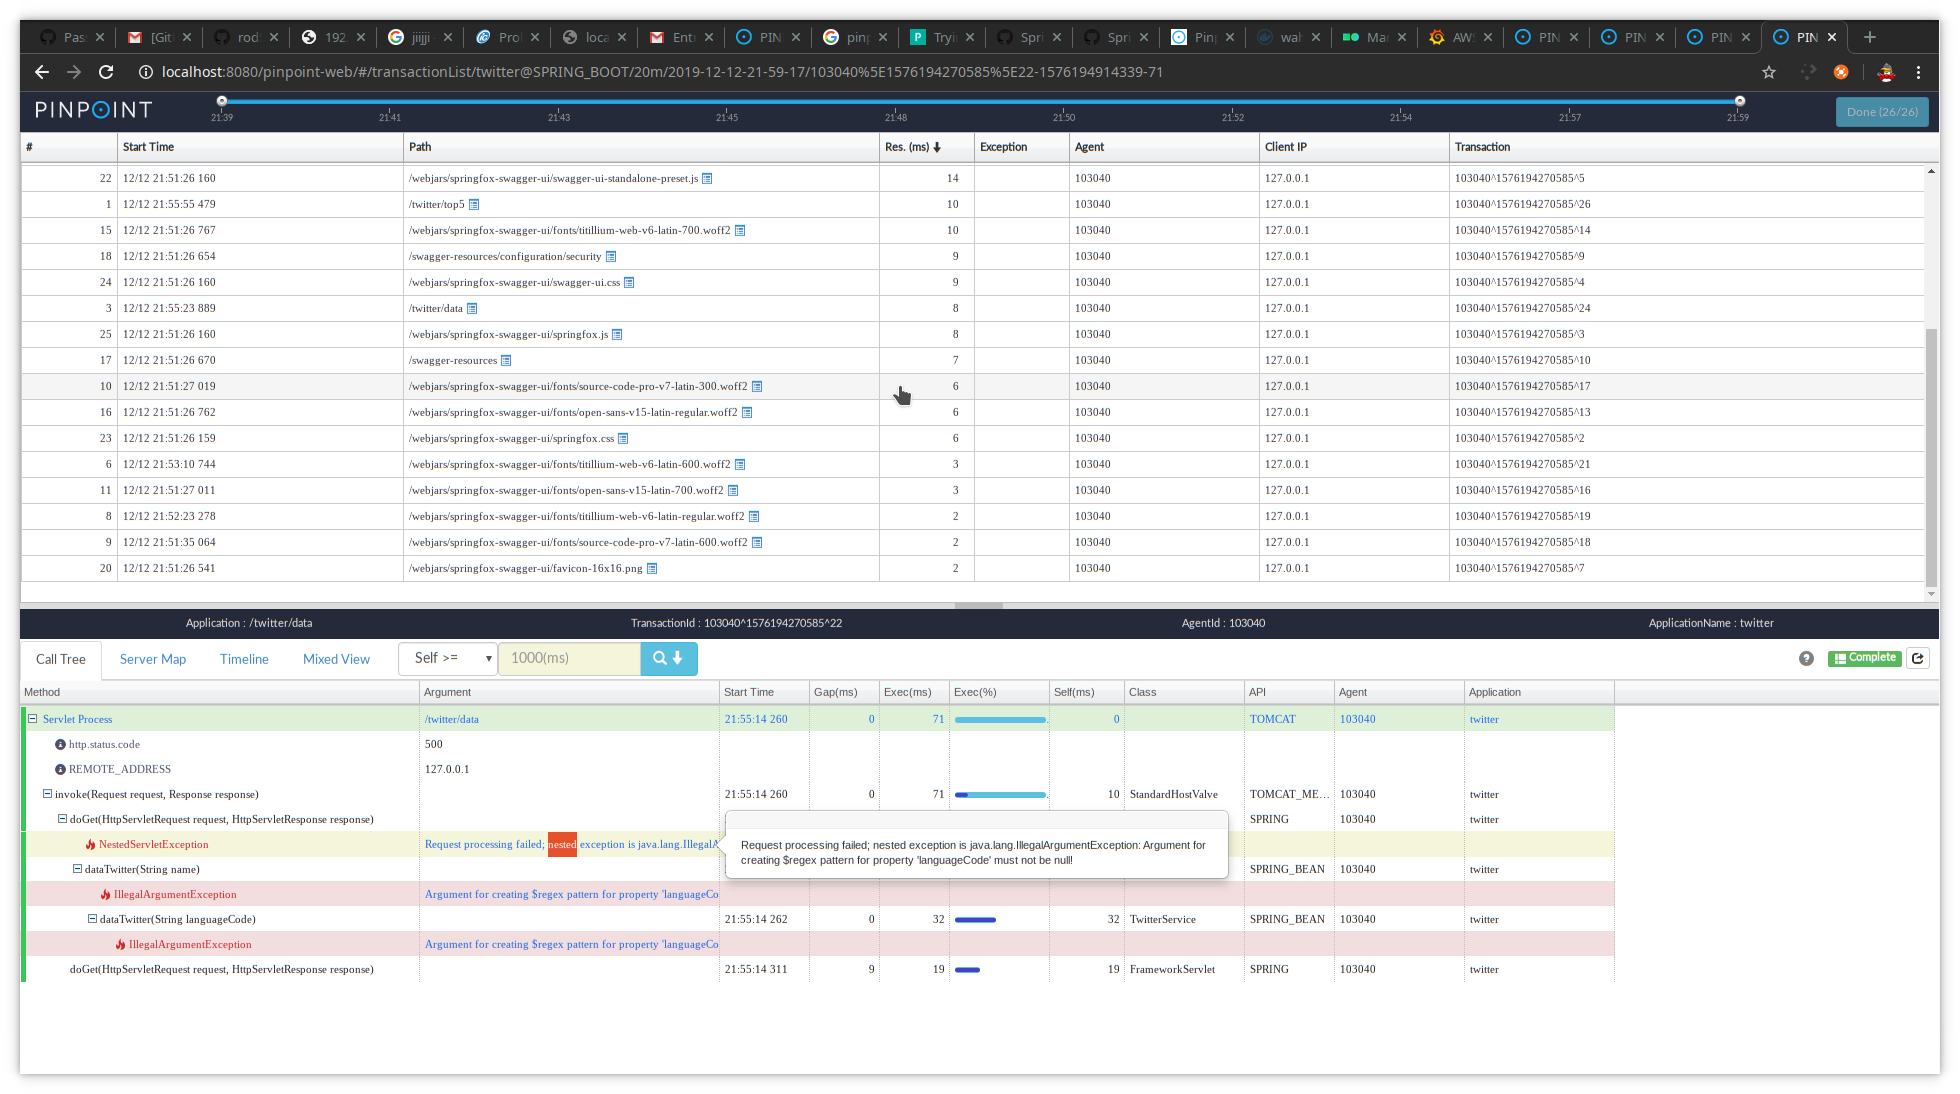 Pas [Git rod 192. jiijji Pro loca Entr PIN pinp Tryi Spri Spri Pinp wal Mar AWS PIN PIN PIN PIN
localhost:8080/pinpoint-web/#/transactionList/twitter@SPRING_BOOT/20m/2019-12-12-21-59-17/103040%5E1576194270585%5E22-1576194914339-71
PINPOINT 21:39 21:41 21:43 21:45 21:48 21:50 21:52 21:54 21:57 21:59 Done (26/26)
# Start Time Path Res. (ms) Exception Agent Client IP Transaction
22 12/12 21:51:26 160 /webjars/springfox-swagger-ui/swagger-ui-standalone-preset.js 14 103040 127.0.0.1 103040^1576194270585^5
1 12/12 21:55:55 479 /twitter/top5 10 103040 127.0.0.1 103040^1576194270585^26
15 12/12 21:51:26 767 /webjars/springfox-swagger-ui/fonts/titillium-web-v6-latin-700.woff2 10 103040 127.0.0.1 103040^1576194270585^14
18 12/12 21:51:26 654 /swagger-resources/configuration/security 9 103040 127.0.0.1 103040^1576194270585^9
24 12/12 21:51:26 160 /webjars/springfox-swagger-ui/swagger-ui.css 9 103040 127.0.0.1 103040^1576194270585^4
3 12/12 21:55:23 889 /twitter/data 8 103040 127.0.0.1 103040^1576194270585^24
25 12/12 21:51:26 160 /webjars/springfox-swagger-ui/springfox.js 8 103040 127.0.0.1 103040^1576194270585^3
17 12/12 21:51:26 670 /swagger-resources 7 103040 127.0.0.1 103040^1576194270585^10
10 12/12 21:51:27 019 /webjars/springfox-swagger-ui/fonts/source-code-pro-v7-latin-300.woff2 6 103040 127.0.0.1 103040^1576194270585^17
16 12/12 21:51:26 762 /webjars/springfox-swagger-ui/fonts/open-sans-v15-latin-regular.woff2 6 103040 127.0.0.1 103040^1576194270585^13
23 12/12 21:51:26 159 /webjars/springfox-swagger-ui/springfox.css 6 103040 127.0.0.1 103040^1576194270585^2
6 12/12 21:53:10 744 /webjars/springfox-swagger-ui/fonts/titillium-web-v6-latin-600.woff2 3 103040 127.0.0.1 103040^1576194270585^21
11 12/12 21:51:27 011 /webjars/springfox-swagger-ui/fonts/open-sans-v15-latin-700.woff2 3 103040 127.0.0.1 103040^1576194270585^16
8 12/12 21:52:23 278 /webjars/springfox-swagger-ui/fonts/titillium-web-v6-latin-regular.woff2 2 103040 127.0.0.1 103040^1576194270585^19
9 12/12 21:51:35 064 /webjars/springfox-swagger-ui/fonts/source-code-pro-v7-latin-600.woff2 2 103040 127.0.0.1 103040^1576194270585^18
20 12/12 21:51:26 541 /webjars/springfox-swagger-ui/favicon-16x16.png 2 103040 127.0.0.1 103040^1576194270585^7
Application : /twitter/data TransactionId : 103040^1576194270585^22 AgentId : 103040 ApplicationName : twitter
Call Tree Server Map Timeline Mixed View Self >= 1000(ms) Complete
Method Argument Start Time Gap(ms) Exec(ms) Exec(%) Self(ms) Class API Agent Application
Servlet Process /twitter/data 21:55:14 260 0 71 0 TOMCAT 103040 twitter
http.status.code 500
REMOTE_ADDRESS 127.0.0.1
invoke(Request request, Response response) 21:55:14 260 0 71 10 StandardHostValve TOMCAT_ME... 103040 twitter
doGet(HttpServletRequest request, HttpServletResponse response) SPRING 103040 twitter
NestedServletException Request processing failed; nested exception is java.lang.IllegalA
Request processing failed; nested exception is java.lang.IllegalArgumentException: Argument for
creating $regex pattern for property 'languageCode' must not be null!
dataTwitter(String name) SPRING_BEAN 103040 twitter
IllegalArgumentException Argument for creating $regex pattern for property 'languageCo
dataTwitter(String languageCode) 21:55:14 262 0 32 32 TwitterService SPRING_BEAN 103040 twitter
IllegalArgumentException Argument for creating $regex pattern for property 'languageCo
doGet(HttpServletRequest request, HttpServletResponse response) 21:55:14 311 9 19 19 FrameworkServlet SPRING 103040 twitter